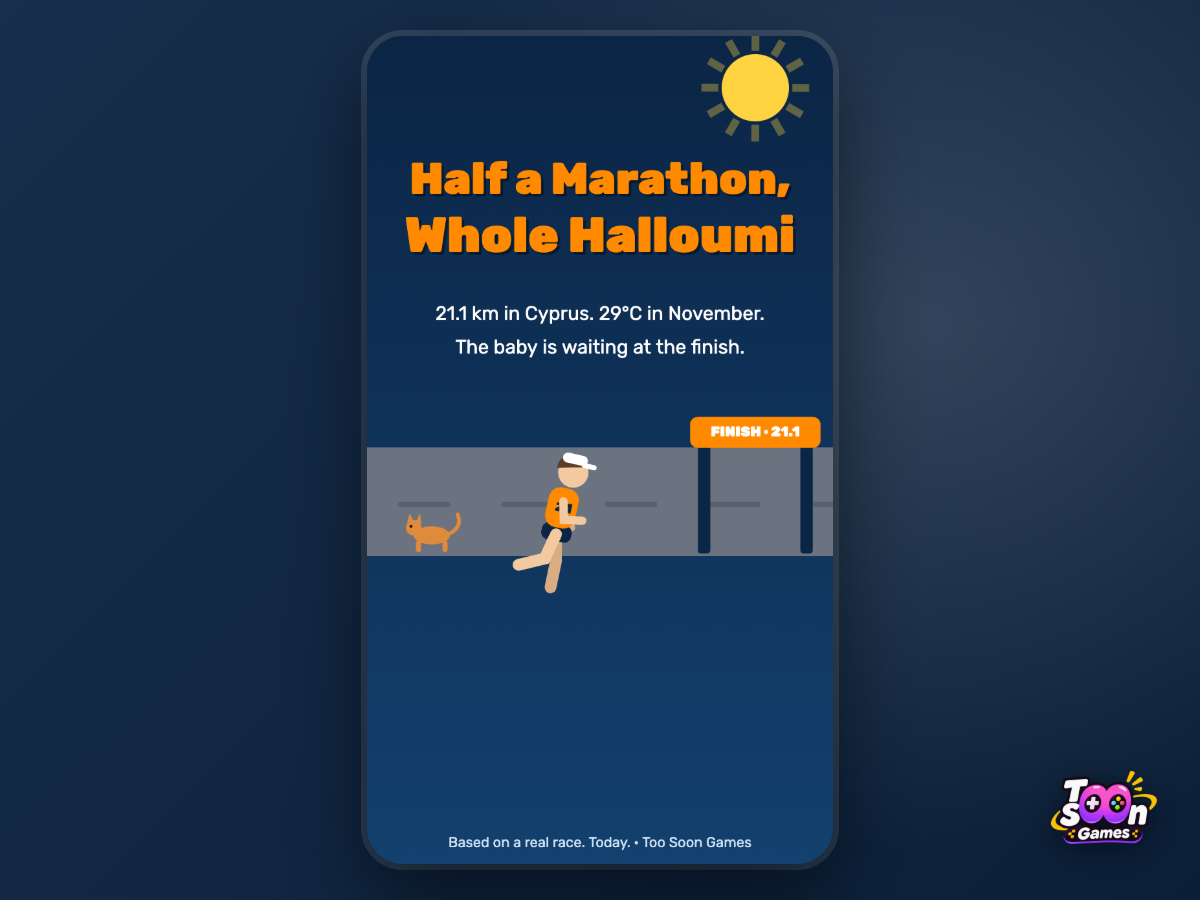 Half a Marathon,
Whole Halloumi
21.1 km in Cyprus. 29°C in November.
The baby is waiting at the finish.
FINISH · 21.1
Based on a real race. Today. • Too Soon Games
Too
Soon
Games